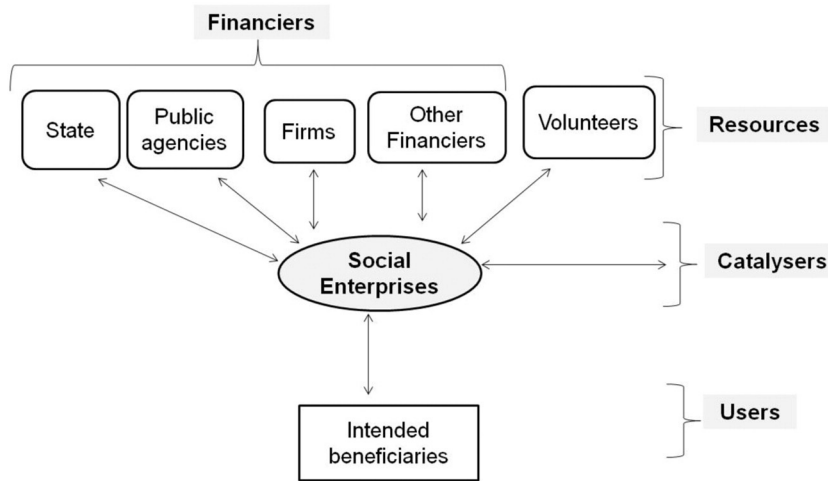 Financiers
State
Public
agencies
Firms
Other
Financiers
Volunteers
Resources
Social
Enterprises
Catalysers
Intended
beneficiaries
Users